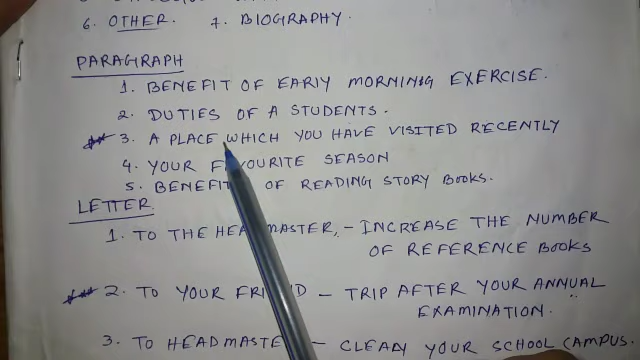 6. OTHER. 7. BIOGRAPHY.
PARAGRAPH
1. BENEFIT OF EARLY MORNING EXERCISE.
2. DUTIES OF A STUDENTS.
3. A PLACE WHICH YOU HAVE VISITED RECENTLY
4. YOUR FAVOURITE SEASON
5. BENEFIT OF READING STORY BOOKS.
LETTER
1. TO THE HEADMASTER, - INCREASE THE NUMBER
OF REFERENCE BOOKS
2. TO YOUR FRIEND - TRIP AFTER YOUR ANNUAL
EXAMINATION.
3. TO HEADMASTER - YOUR SCHOOL CAMPUS.